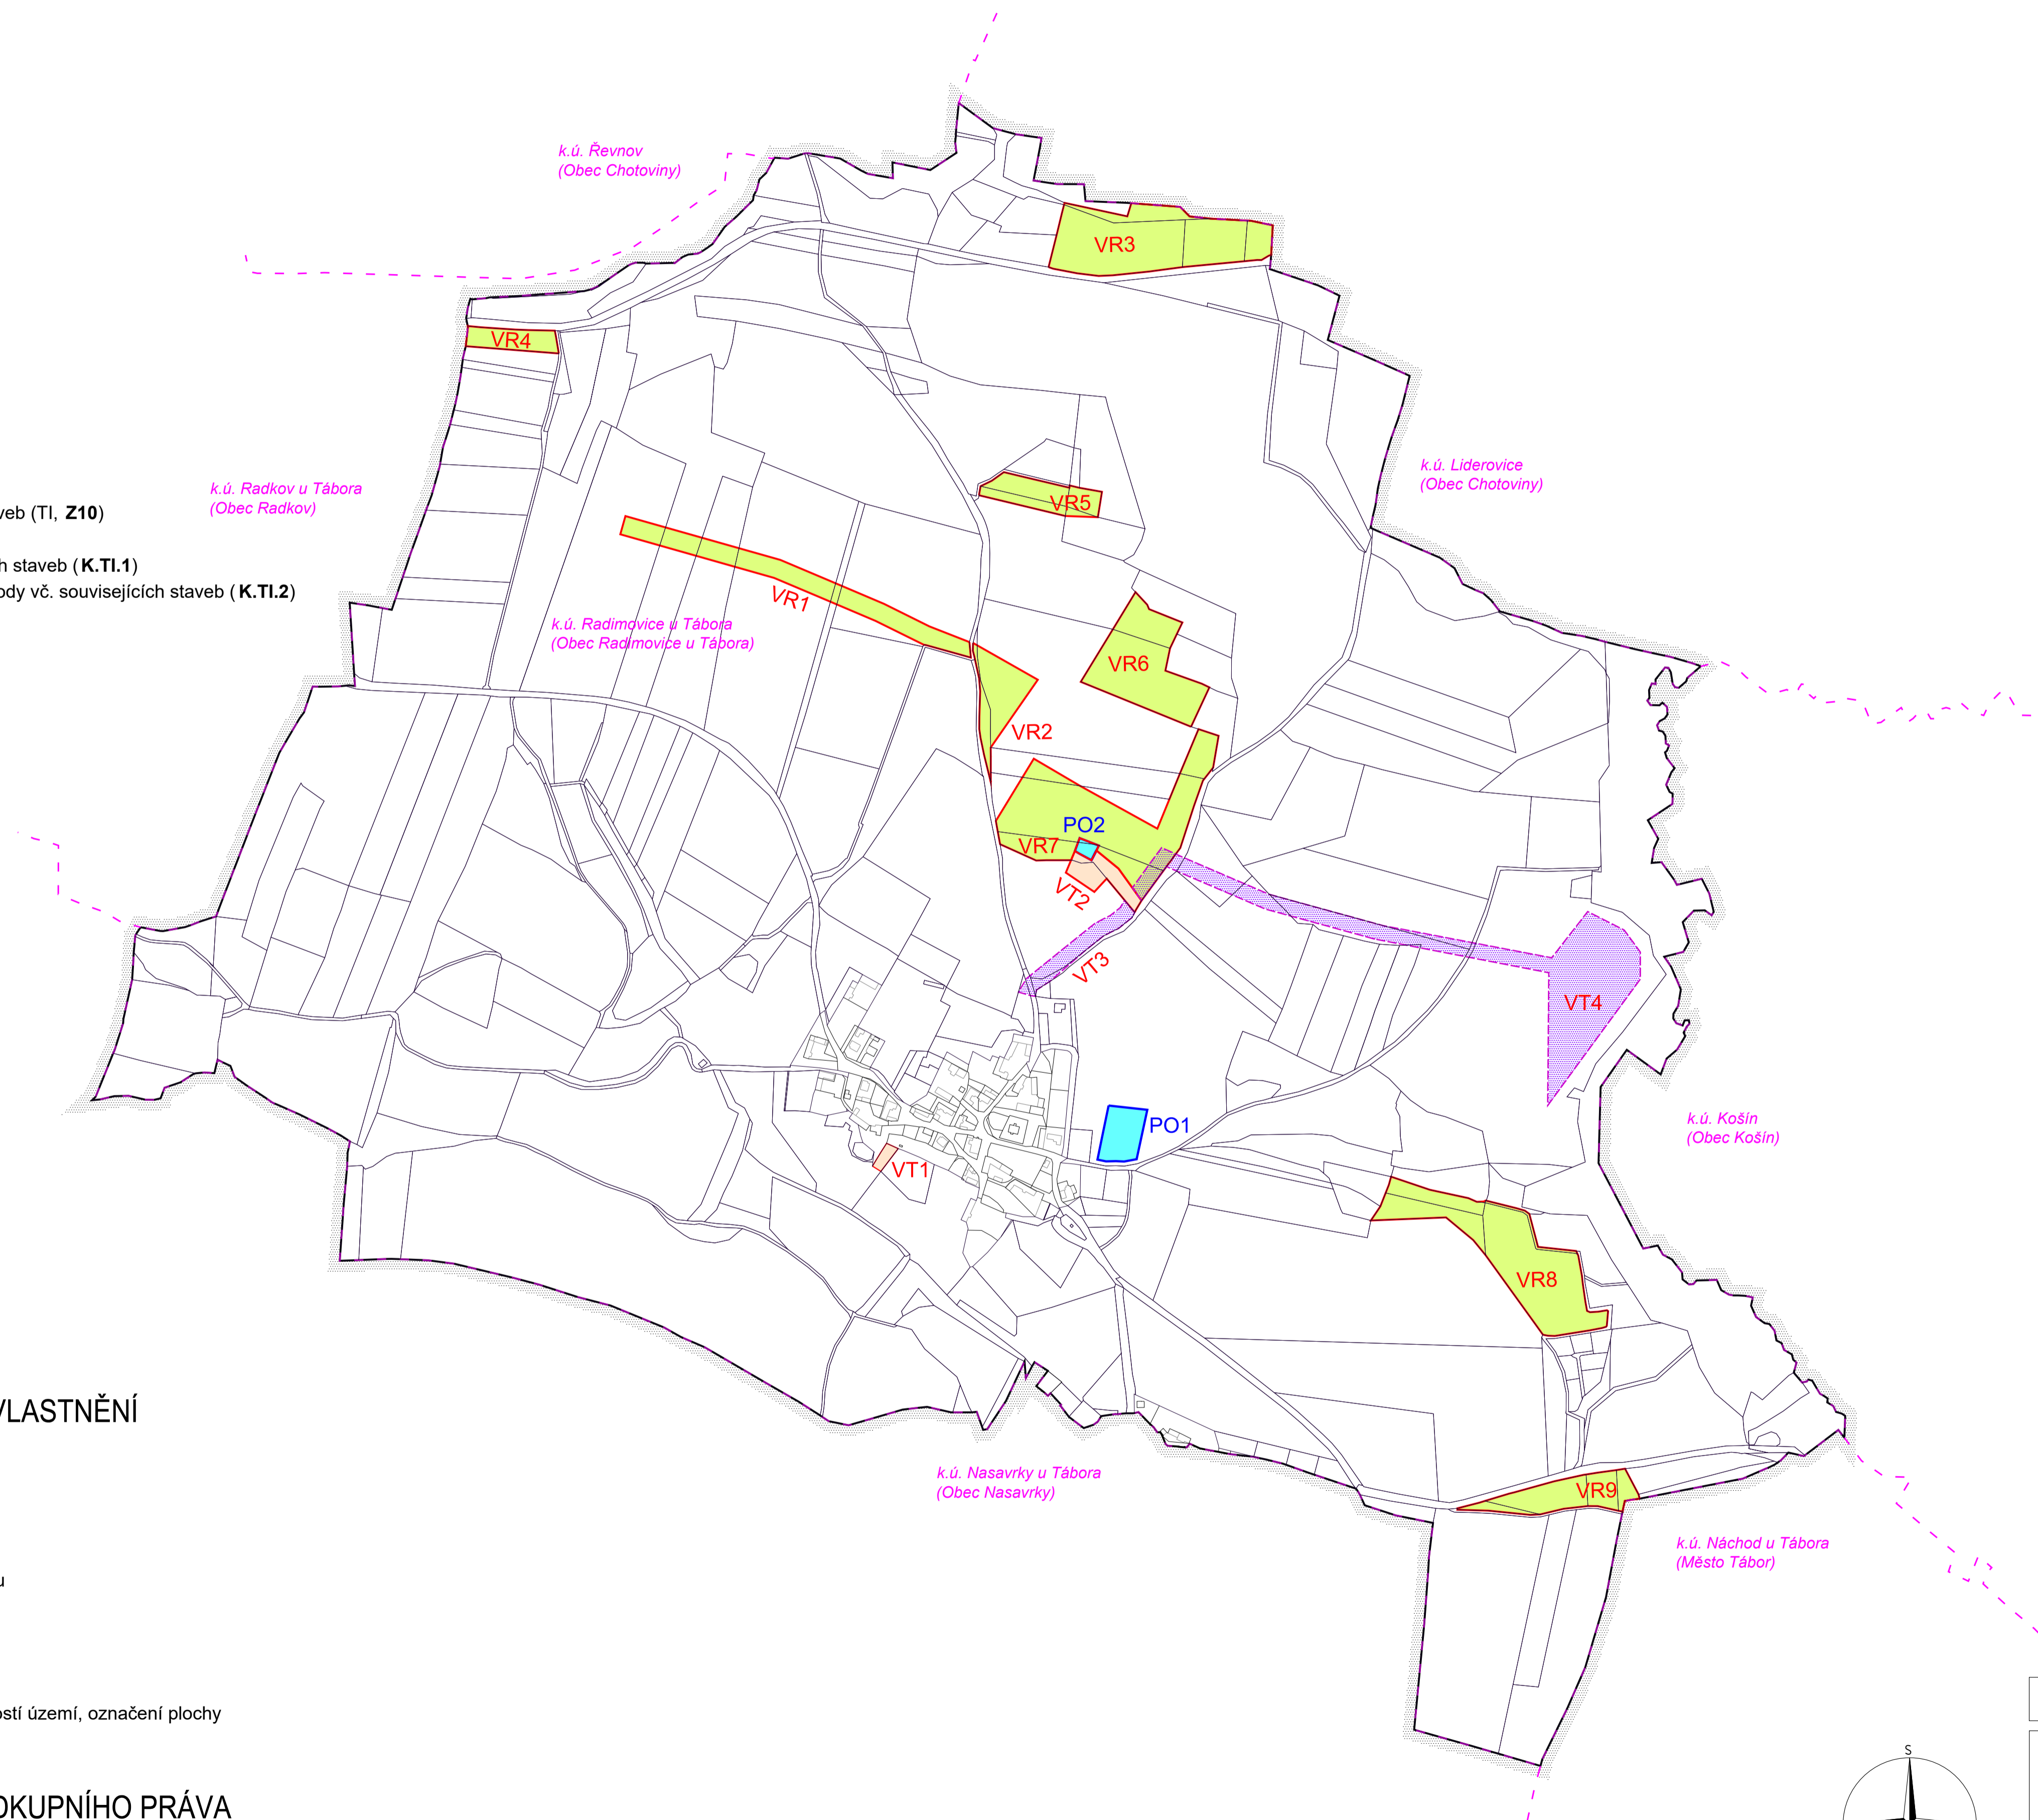 k.ú. Řevnov
(Obec Chotoviny)
VR3
VR4
k.ú. Liderovice
(Obec Chotoviny)
k.ú. Radkov u Tábora
(Obec Radkov)
VR5
veb (TI, Z10)
h staveb (K.TI.1)
ody vč. souvisejících staveb (K.TI.2)
VR1
k.ú. Radimovice u Tábora
(Obec Radimovice u Tábora)
VR6
VR2
PO2
VR7
VT2
VT3
VT4
PO1
k.ú. Košín
(Obec Košín)
VT1
VR8
VLASTNĚNÍ
k.ú. Nasavrky u Tábora
(Obec Nasavrky)
VR9
k.ú. Náchod u Tábora
(Město Tábor)
u
ostí území, označení plochy
S
OKUPNÍHO PRÁVA